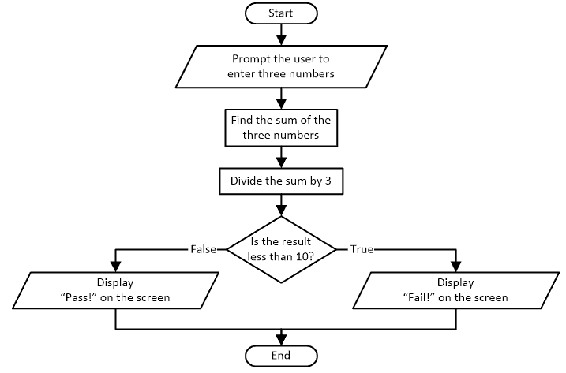 Start
Prompt the user to
enter three numbers
Find the sum of the
three numbers
Divide the sum by 3
Is the result
less than 10?
False
True
Display
“Pass!” on the screen
Display
“Fail!” on the screen
End